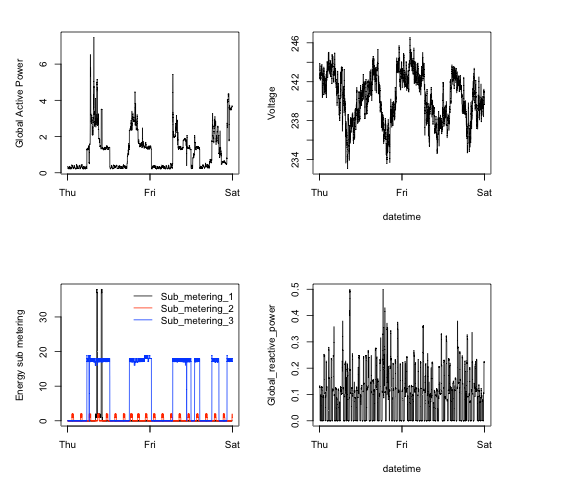 Global Active Power
0 2 4 6
Thu Fri Sat
Voltage
234 238 242 246
Thu Fri Sat
datetime
Energy sub metering
0 10 20 30
Sub_metering_1
Sub_metering_2
Sub_metering_3
Thu Fri Sat
Global_reactive_power
0.0 0.1 0.2 0.3 0.4 0.5
Thu Fri Sat
datetime